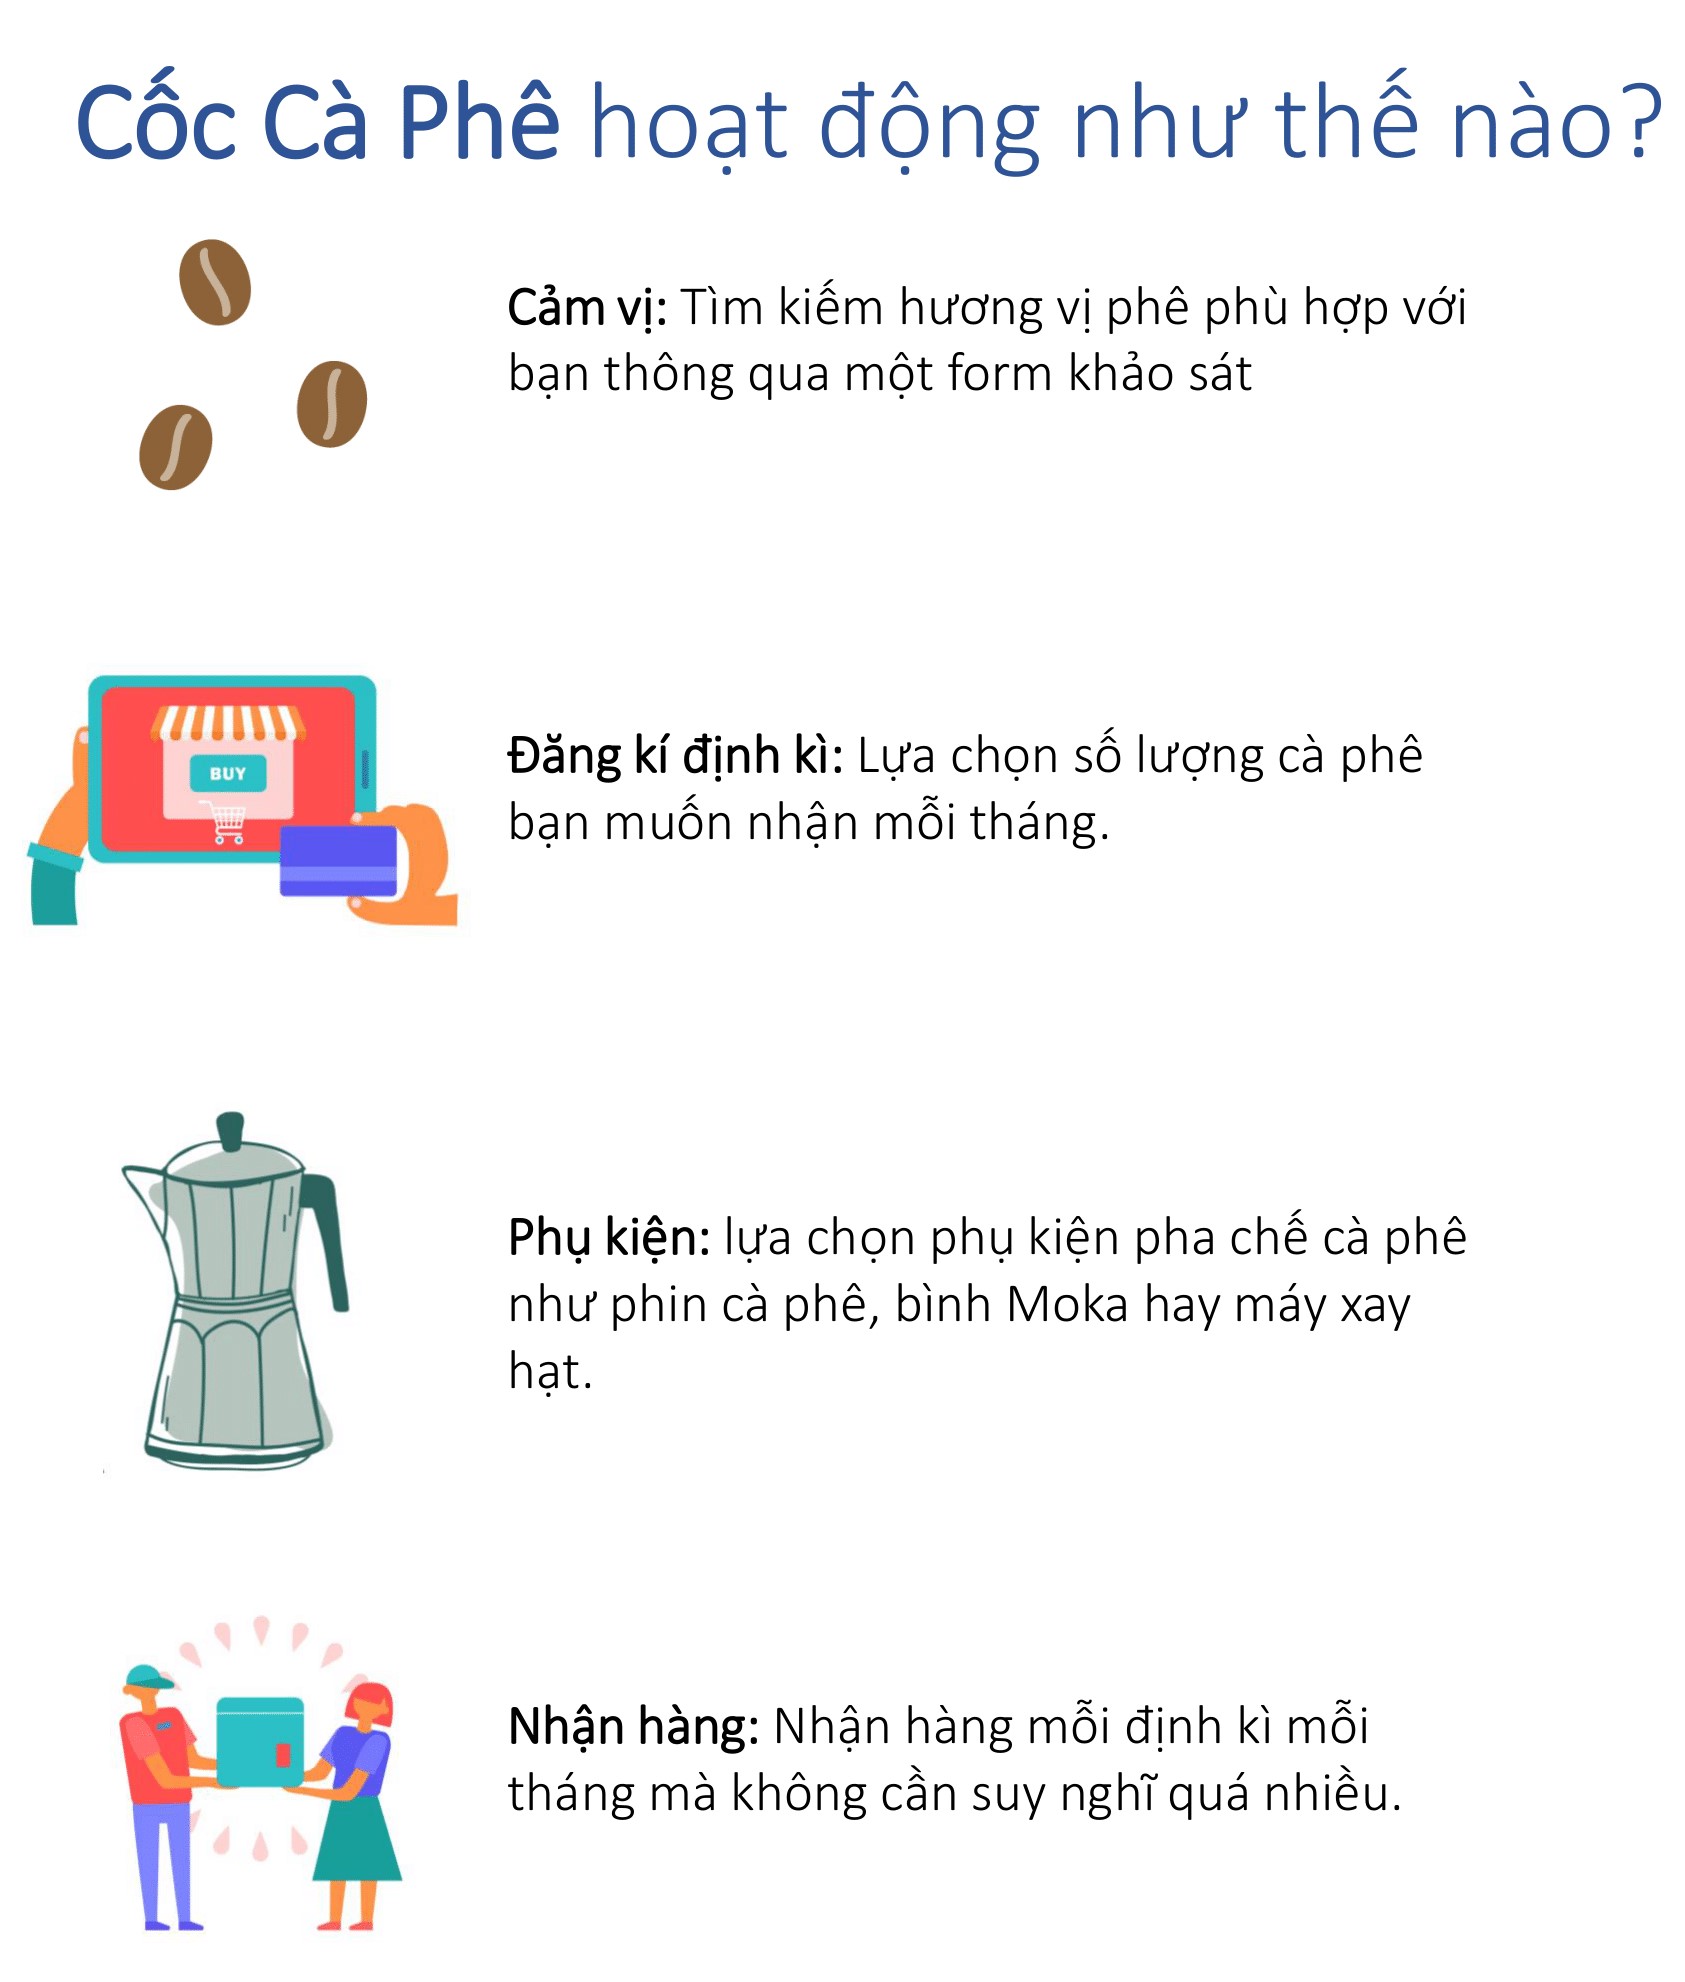 Cốc Cà Phê hoạt động như thế nào?
Cảm vị: Tìm kiếm hương vị phê phù hợp với
bạn thông qua một form khảo sát
BUY
Đăng kí định kì: Lựa chọn số lượng cà phê
bạn muốn nhận mỗi tháng.
Phụ kiện: lựa chọn phụ kiện pha chế cà phê
như phin cà phê, bình Moka hay máy xay
hạt.
Nhận hàng: Nhận hàng mỗi định kì mỗi
tháng mà không cần suy nghĩ quá nhiều.